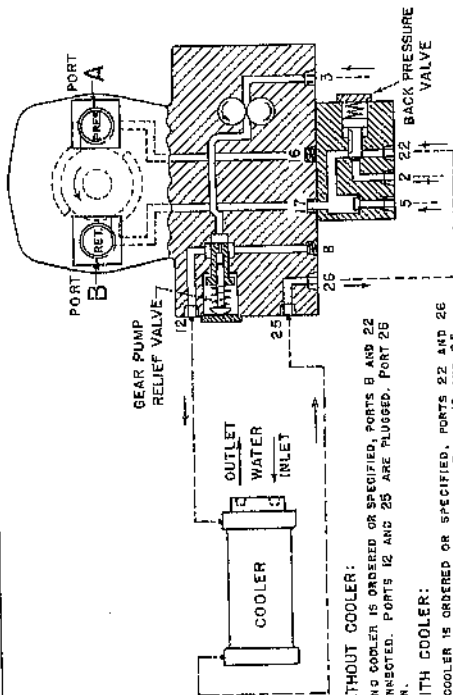 PORT
A
PRES
PORT
B
RET.
GEAR PUMP
RELIEF VALVE
12
25
26
8
17
6
3
5
2
22
BACK PRESSURE
VALVE
OUTLET
WATER
INLET
COOLER
THOUT COOLER:
NO COOLER IS ORDERED OR SPECIFIED, PORTS 8 AND 22
NNECTED. PORTS 12 AND 25 ARE PLUGGED. PORT 26
N.
TH COOLER:
COOLER IS ORDERED OR SPECIFIED, PORTS 22 AND 26